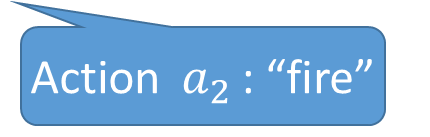 Action a₂ : “fire”